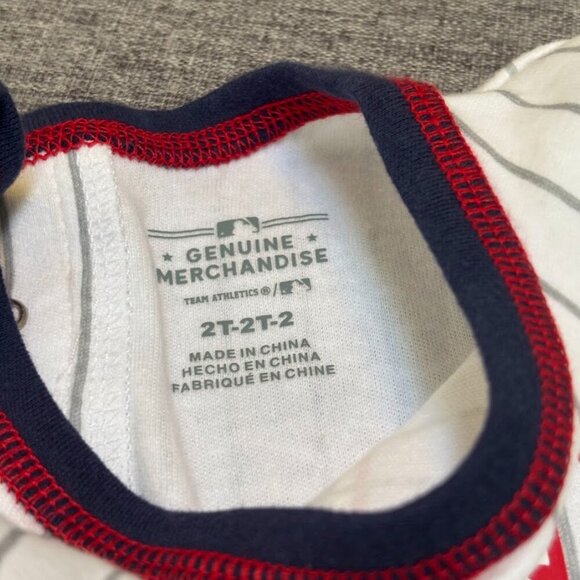 GENUINE
MERCHANDISE
TEAM ATHLETICS ® /
2T-2T-2
MADE IN CHINA
HECHO EN CHINA
FABRIQUÉ EN CHINE